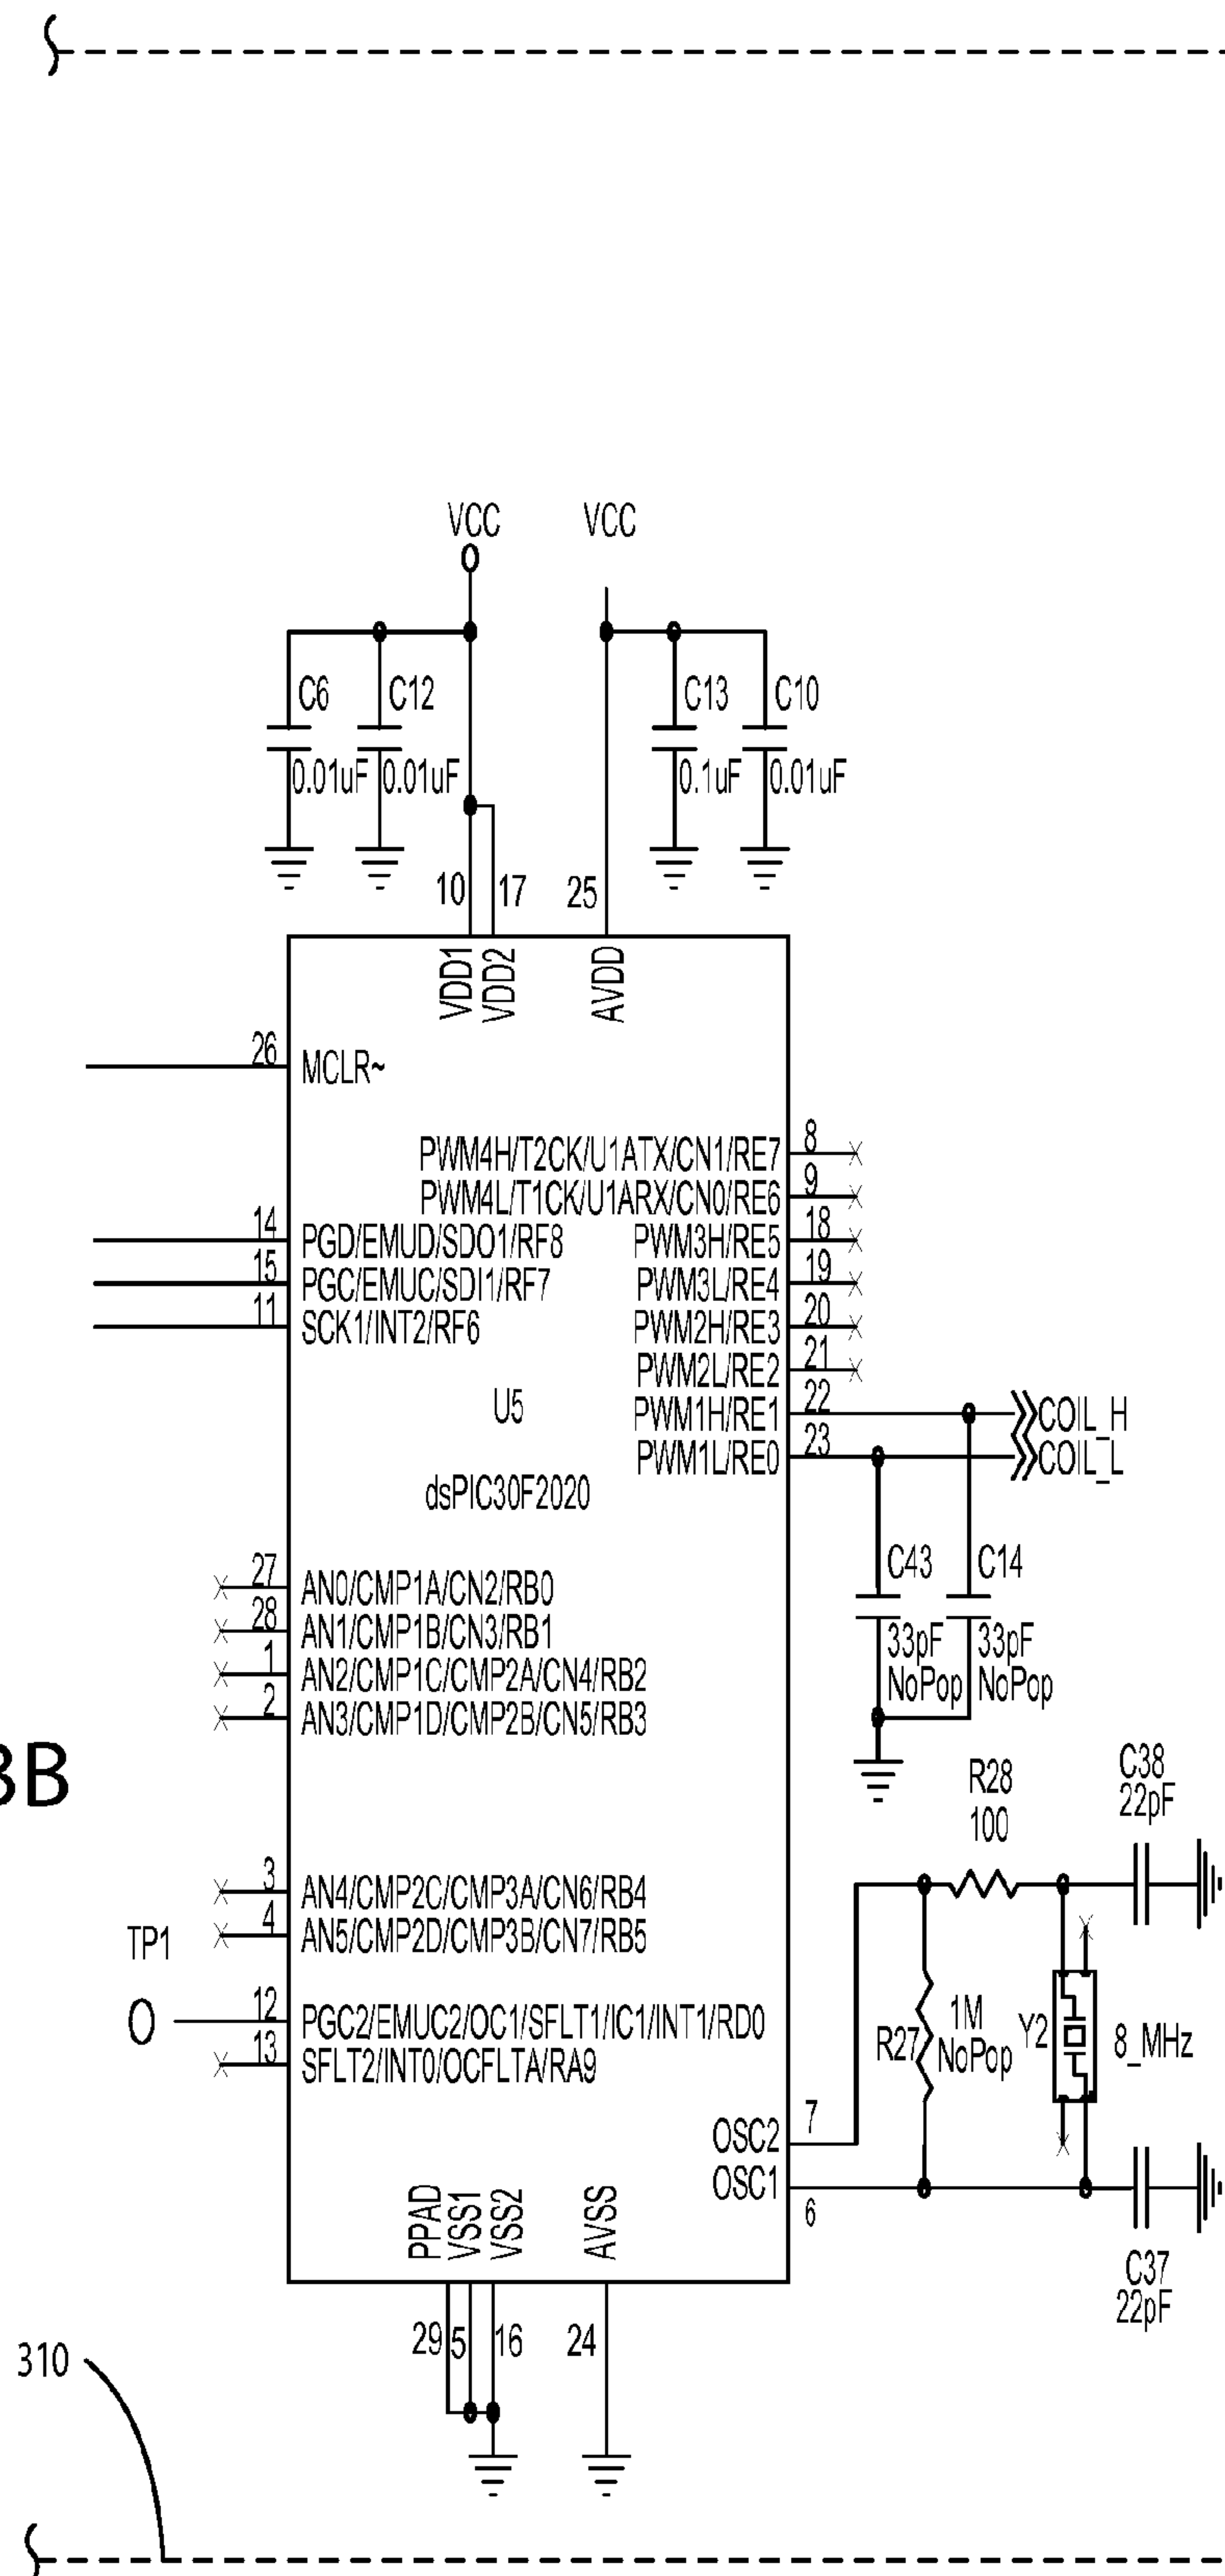 VCC VCC
C6 C12 C13 C10
0.01uF 0.01uF 0.1uF 0.01uF
10 17 25
VDD1 VDD2 AVDD
26 MCLR~
PWM4H/T2CK/U1ATX/CN1/RE7 8
PWM4L/T1CK/U1ARX/CN0/RE6 9
14 PGD/EMUD/SDO1/RF8 PWM3H/RE5 18
15 PGC/EMUC/SDI1/RF7 PWM3L/RE4 19
11 SCK1/INT2/RF6 PWM2H/RE3 20
PWM2L/RE2 21
U5 PWM1H/RE1 22 COIL_H
PWM1L/RE0 23 COIL_L
dsPIC30F2020
27 AN0/CMP1A/CN2/RB0 C43 C14
28 AN1/CMP1B/CN3/RB1 33pF 33pF
1 AN2/CMP1C/CMP2A/CN4/RB2 NoPop NoPop
2 AN3/CMP1D/CMP2B/CN5/RB3
3B
R28 C38
100 22pF
3 AN4/CMP2C/CMP3A/CN6/RB4
4 AN5/CMP2D/CMP3B/CN7/RB5
TP1
12 PGC2/EMUC2/OC1/SFLT1/IC1/INT1/RD0
13 SFLT2/INT0/OCFLTA/RA9
1M
R27 NoPop Y2 8_MHz
OSC2 7
OSC1 6
PPAD VSS1 VSS2 AVSS
C37
22pF
29 5 16 24
310